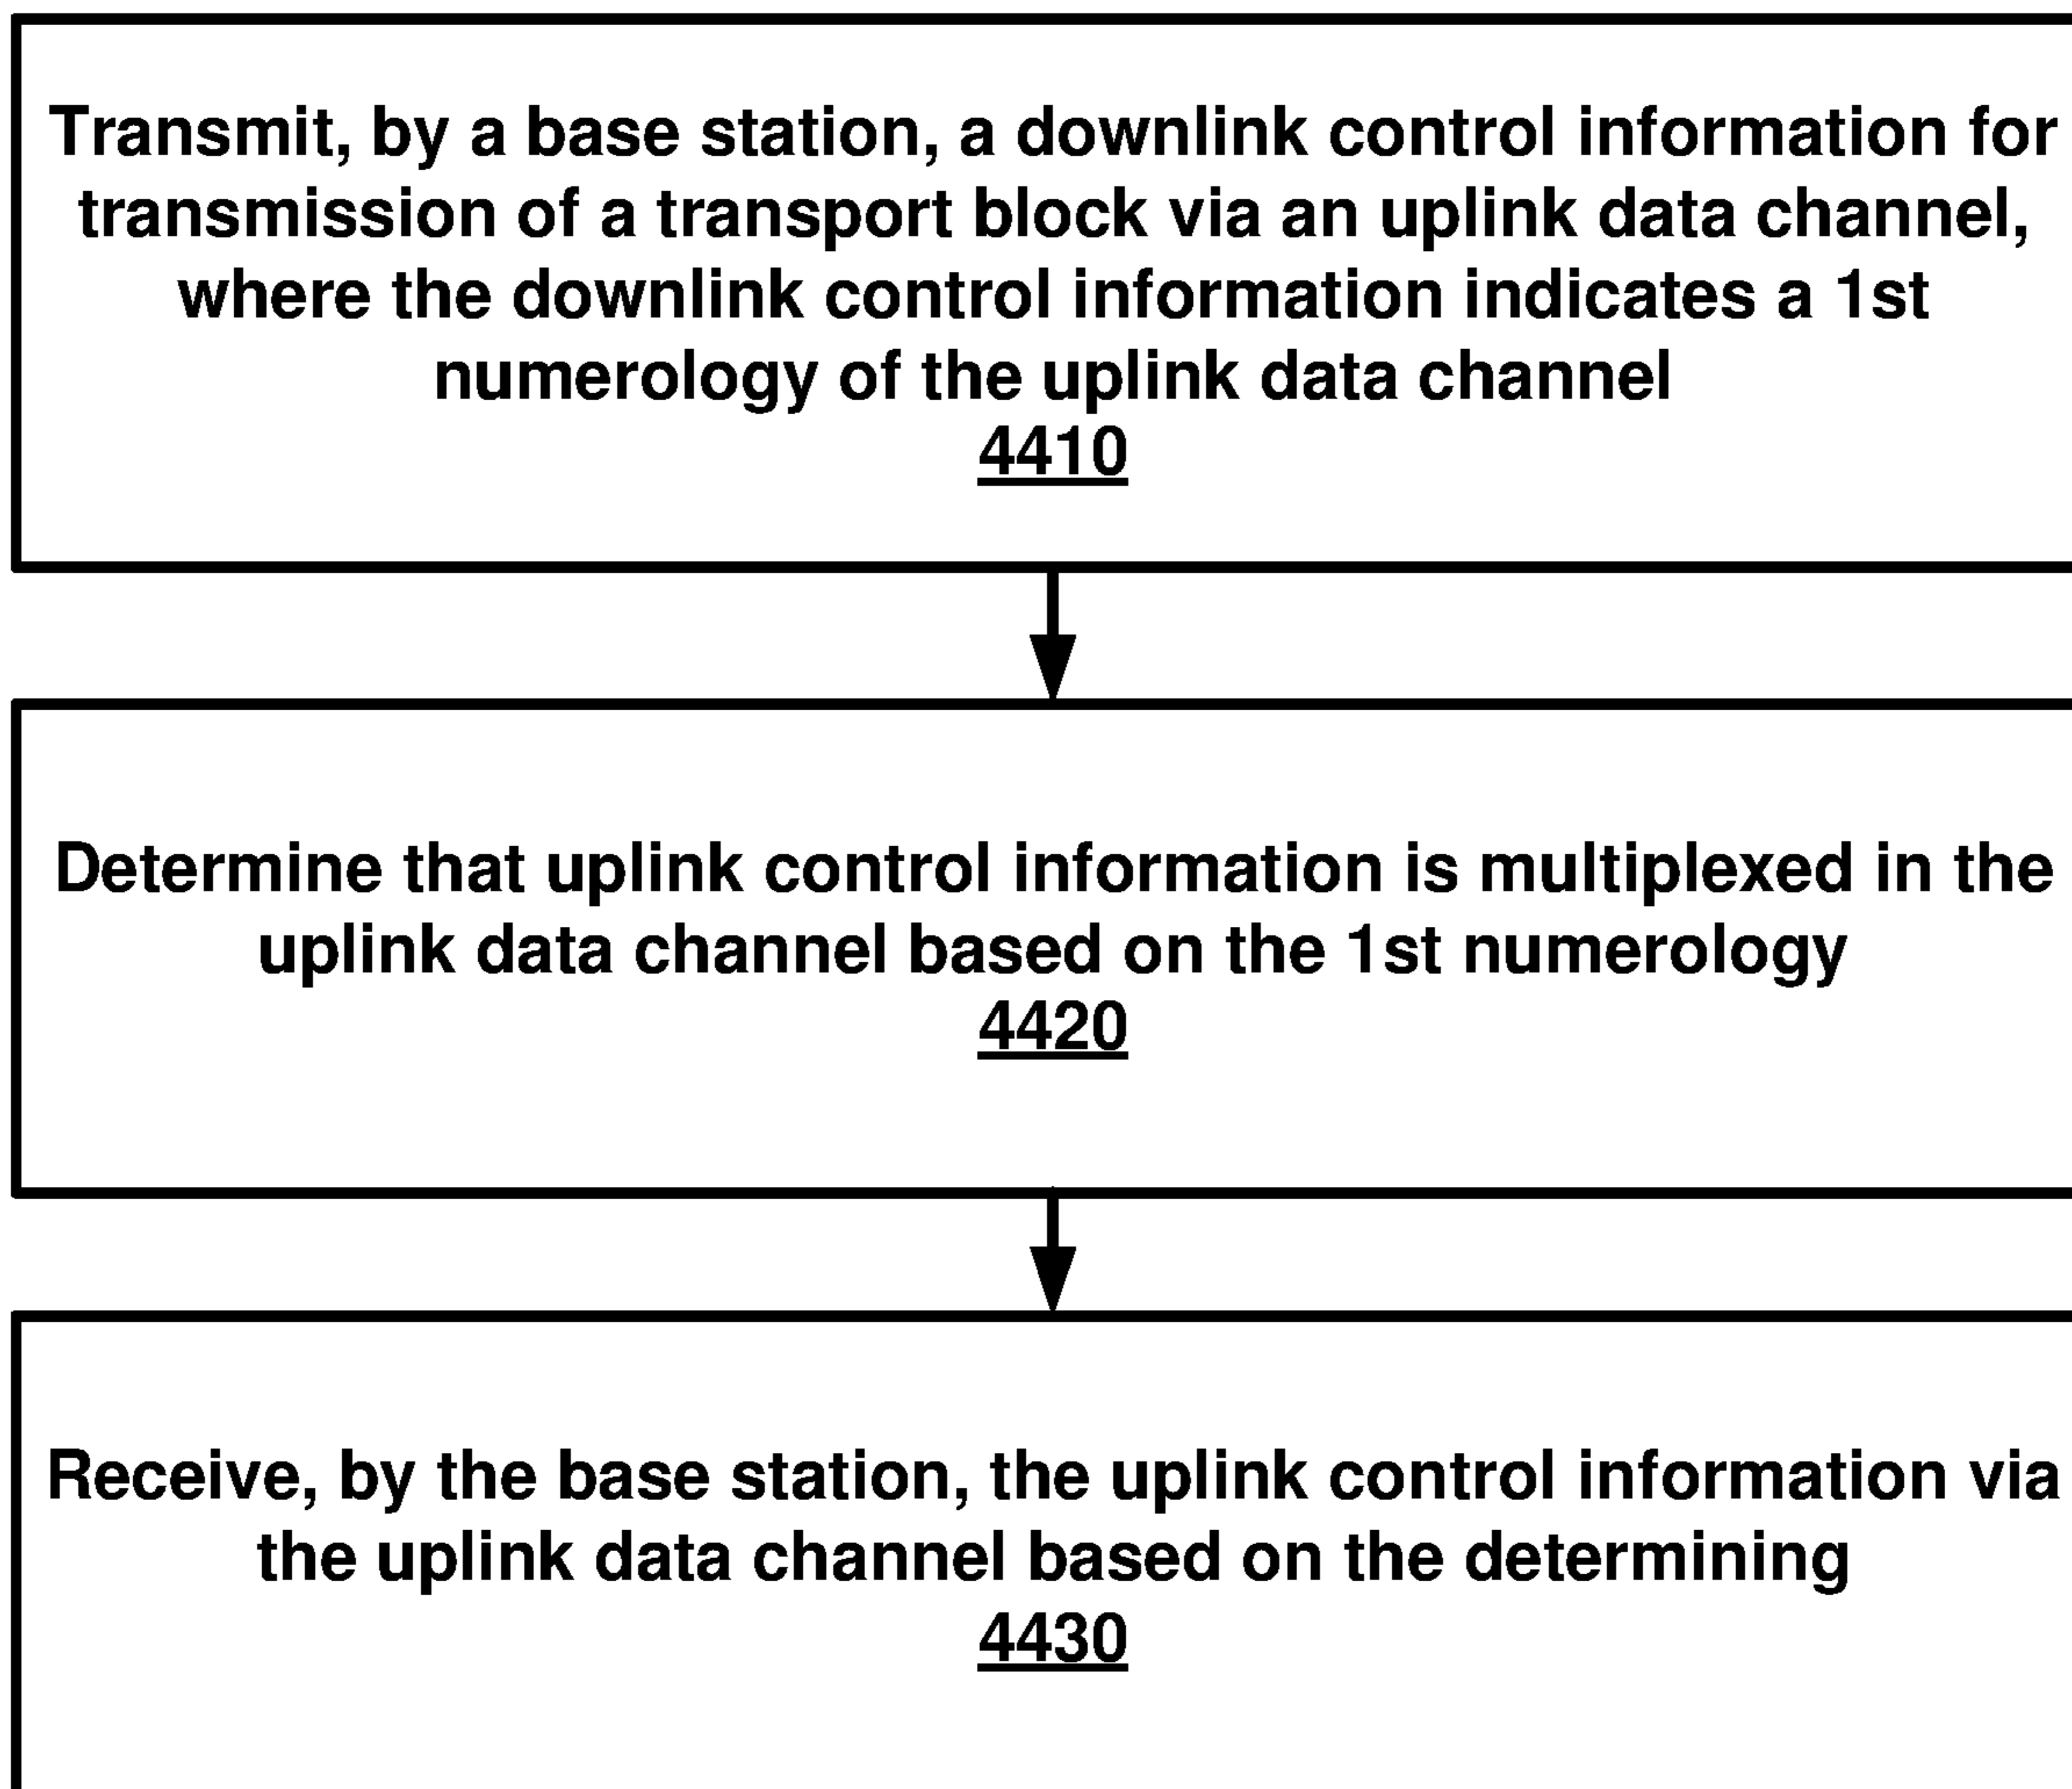 Transmit, by a base station, a downlink control information for
transmission of a transport block via an uplink data channel,
where the downlink control information indicates a 1st
numerology of the uplink data channel
4410
Determine that uplink control information is multiplexed in the
uplink data channel based on the 1st numerology
4420
Receive, by the base station, the uplink control information via
the uplink data channel based on the determining
4430